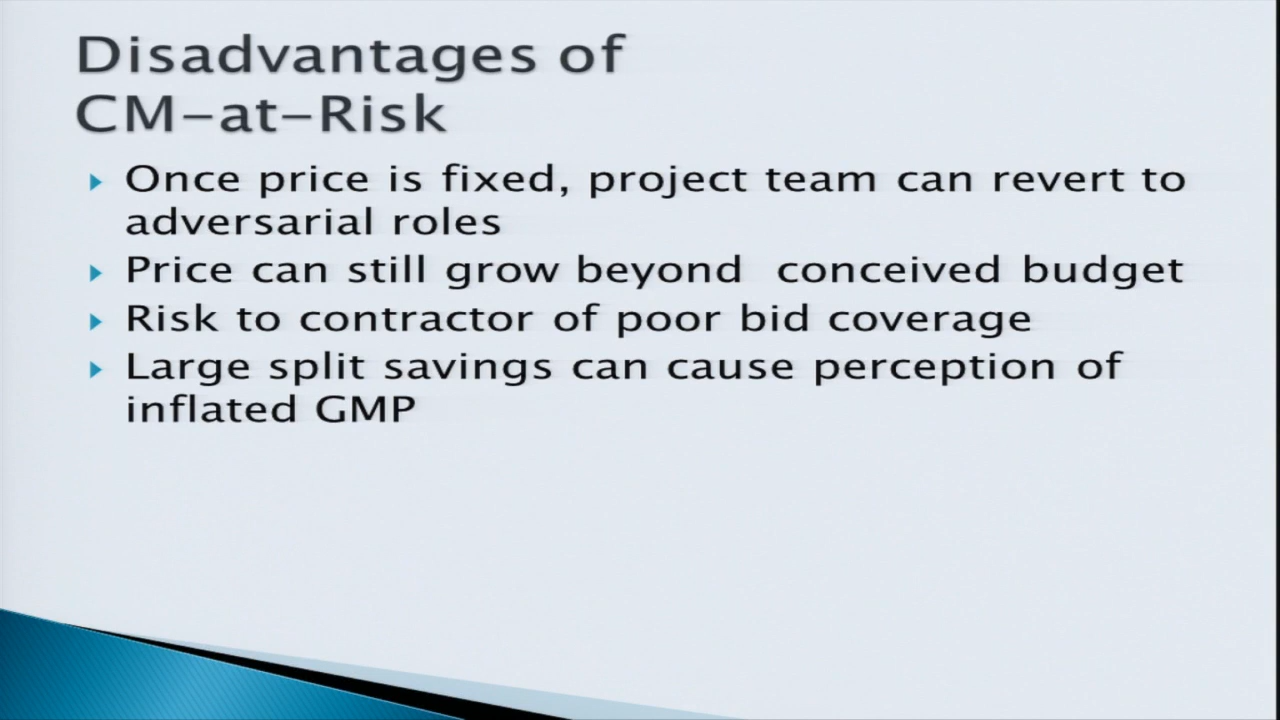 Disadvantages of
CM-at-Risk
Once price is fixed, project team can revert to
adversarial roles
Price can still grow beyond  conceived budget
Risk to contractor of poor bid coverage
Large split savings can cause perception of
inflated GMP